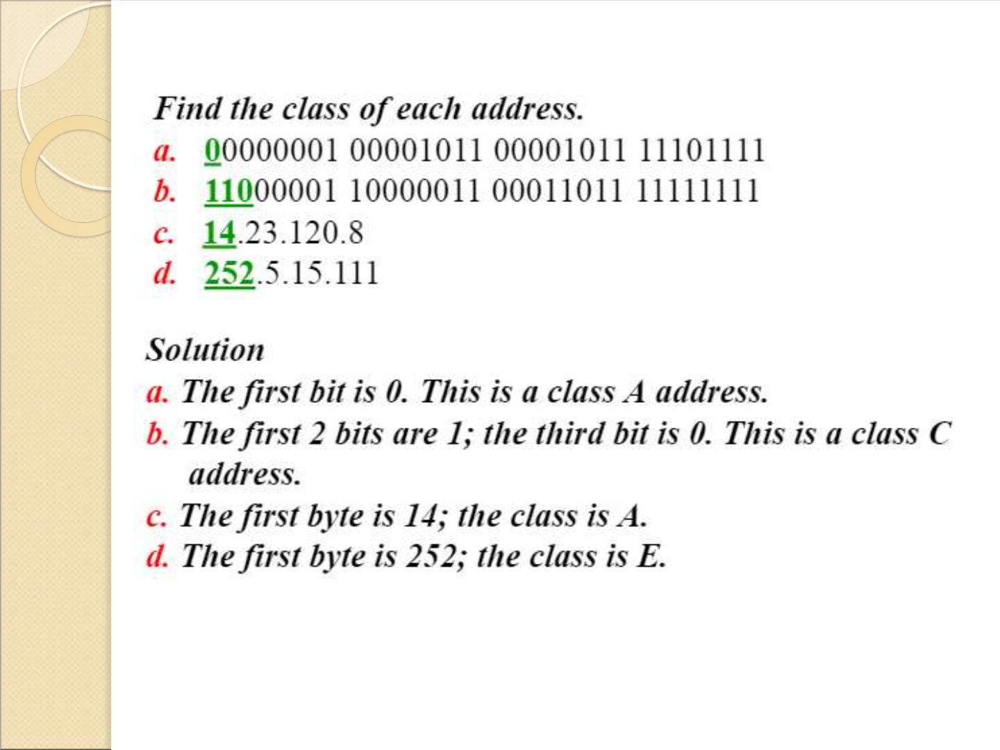 Find the class of each address.
a. 00000001 00001011 00001011 11101111
b. 11000001 10000011 00011011 11111111
c. 14.23.120.8
d. 252.5.15.111
Solution
a. The first bit is 0. This is a class A address.
b. The first 2 bits are 1; the third bit is 0. This is a class C
address.
c. The first byte is 14; the class is A.
d. The first byte is 252; the class is E.